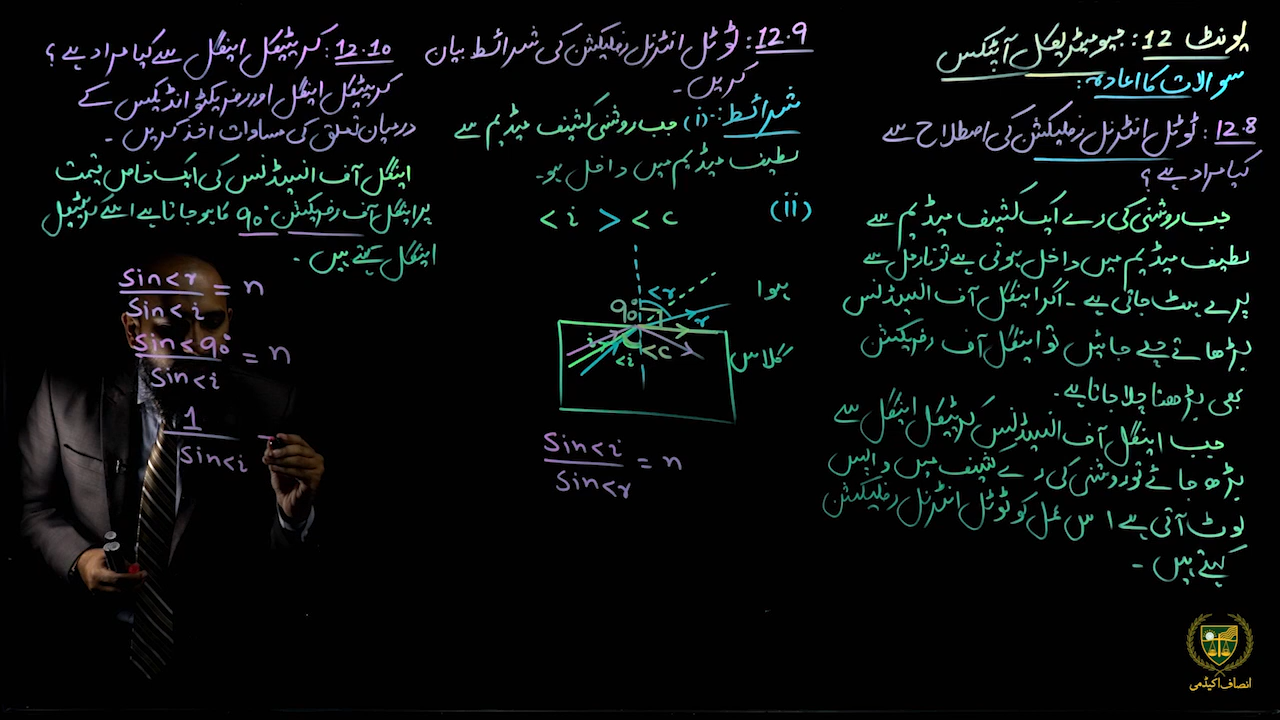 یونٹ 12: جیومیٹریکل آپٹکس
سوالات کا اعادہ:
12.8: ٹوٹل انٹرنل رفلیکشن کی اصطلاح سے
کیا مراد ہے؟
جب روشنی کی رے ایک کثیف میڈیم سے
لطیف میڈیم میں داخل ہوتی ہے تو نارمل سے
پرے ہٹ جاتی ہے۔ اگر اینگل آف انسیڈنس
بڑھاتے چلے جائیں تو اینگل آف رفریکشن
بھی بڑھتا چلا جاتا ہے۔
جب اینگل آف انسیڈنس کریٹیکل اینگل سے
بڑھ جائے تو روشنی کی رے کثیف میں واپس
لوٹ آتی ہے اس عمل کو ٹوٹل انٹرنل رفلیکشن
کہتے ہیں۔
12.9: ٹوٹل انٹرنل رفلیکشن کی شرائط بیان
کریں۔
شرائط:- (i) جب روشنی کثیف میڈیم سے
لطیف میڈیم میں داخل ہو۔
(ii) < i > < c
ہوا
<r
90°
r
i
<i
<c
گلاس
Sin<i
= n
Sin<r
12.10: کریٹیکل اینگل سے کیا مراد ہے؟
کریٹیکل اینگل اور رفریکٹو انڈیکس کے
درمیان تعلق کی مساوات اخذ کریں۔
اینگل آف انسیڈنس کی ایک خاص قیمت
پر اینگل آف رفریکشن 90° کا ہو جاتا ہے اسے کریٹیکل
اینگل کہتے ہیں۔
Sin<r
= n
Sin<i
Sin<90°
= n
Sin<i
1
Sin<i
انصاف اکیڈمی